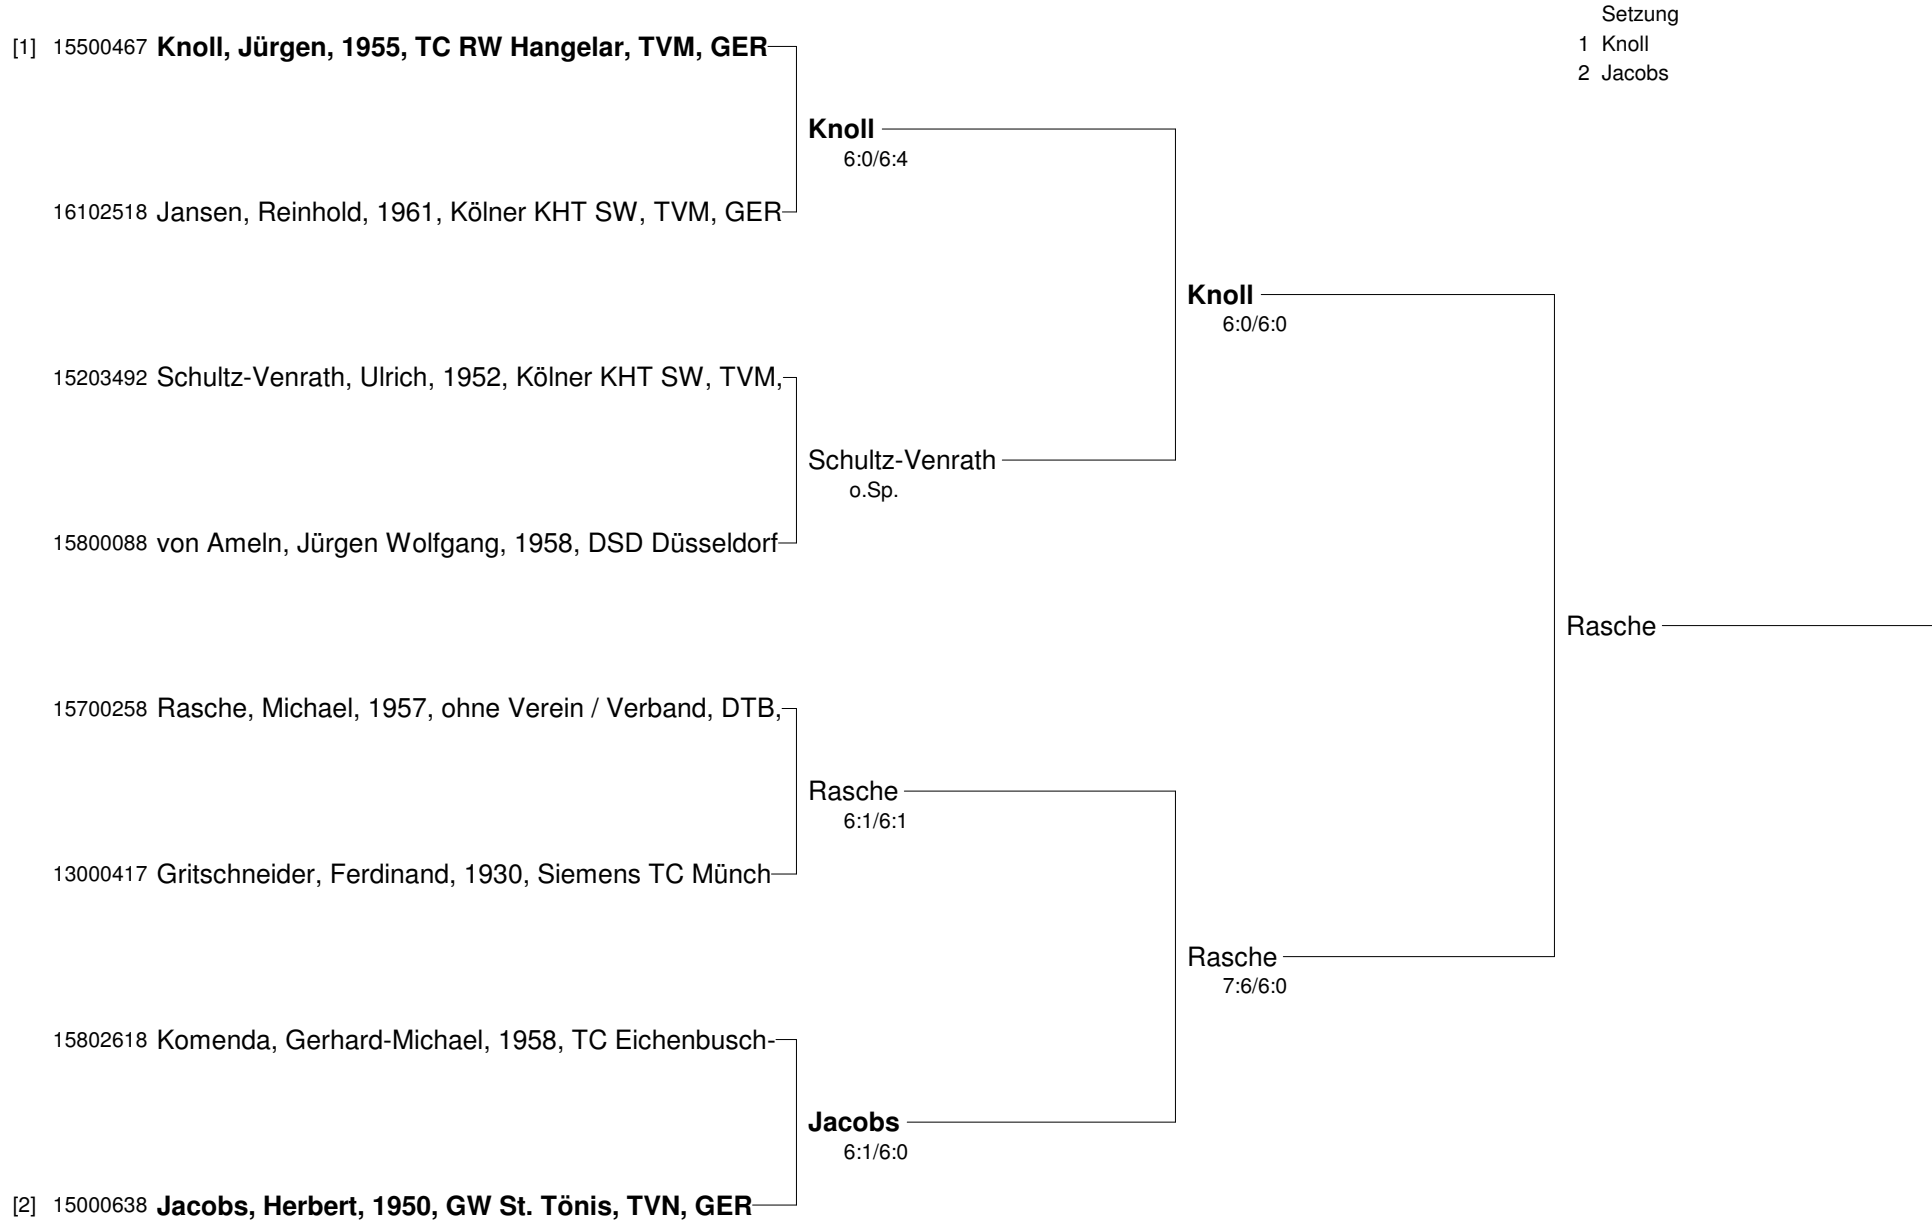 Setzung
1 Knoll
2 Jacobs
[1] 15500467 Knoll, Jürgen, 1955, TC RW Hangelar, TVM, GER
Knoll
6:0/6:4
16102518 Jansen, Reinhold, 1961, Kölner KHT SW, TVM, GER
Knoll
6:0/6:0
15203492 Schultz-Venrath, Ulrich, 1952, Kölner KHT SW, TVM,
Schultz-Venrath
o.Sp.
15800088 von Ameln, Jürgen Wolfgang, 1958, DSD Düsseldorf
Rasche
15700258 Rasche, Michael, 1957, ohne Verein / Verband, DTB,
Rasche
6:1/6:1
13000417 Gritschneider, Ferdinand, 1930, Siemens TC Münch
Rasche
7:6/6:0
15802618 Komenda, Gerhard-Michael, 1958, TC Eichenbusch-
Jacobs
6:1/6:0
[2] 15000638 Jacobs, Herbert, 1950, GW St. Tönis, TVN, GER